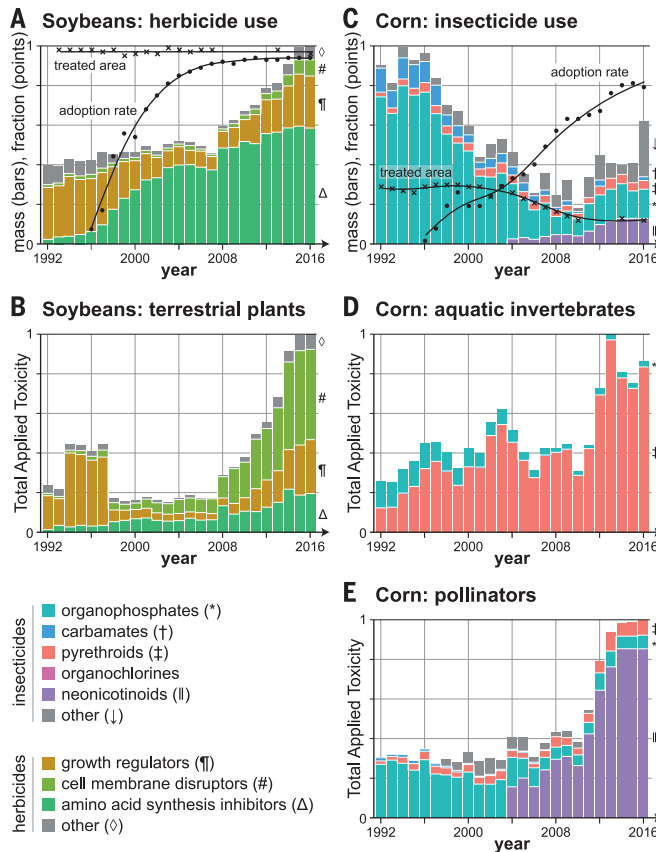 A Soybeans: herbicide use
mass (bars), fraction (points)
1
0
treated area
adoption rate
◊
#
¶
Δ
1992 2000 2008 2016
year
C Corn: insecticide use
mass (bars), fraction (points)
1
0
adoption rate
treated area
↓
†
‡
*
‖
1992 2000 2008 2016
year
B Soybeans: terrestrial plants
Total Applied Toxicity
1
0
◊
#
¶
Δ
1992 2000 2008 2016
year
D Corn: aquatic invertebrates
Total Applied Toxicity
1
0
*
‡
1992 2000 2008 2016
year
E Corn: pollinators
Total Applied Toxicity
1
0
‡
*
‖
1992 2000 2008 2016
year
insecticides
organophosphates (*)
carbamates (†)
pyrethroids (‡)
organochlorines
neonicotinoids (‖)
other (↓)
herbicides
growth regulators (¶)
cell membrane disruptors (#)
amino acid synthesis inhibitors (Δ)
other (◊)